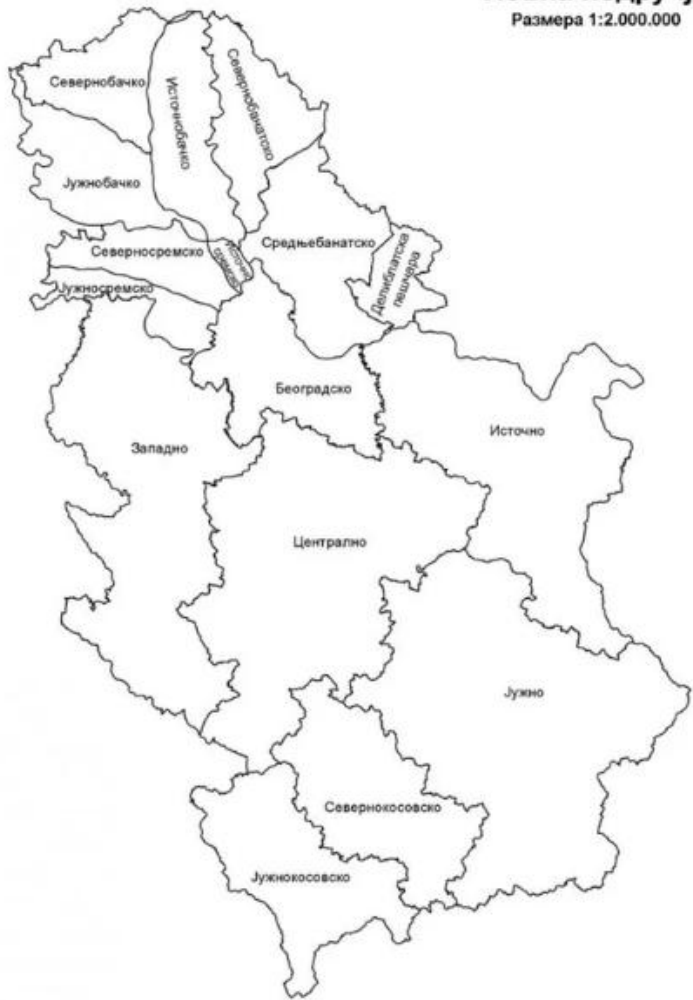 Размера 1:2.000.000
Севернобачко
Источнобачко
Севернобанатско
Јужнобачко
Северносремско
Средњебанатско
Делиблатска
пешчара
Јужносремско
Београдско
Западно
Источно
Централно
Јужно
Севернокосовско
Јужнокосовско